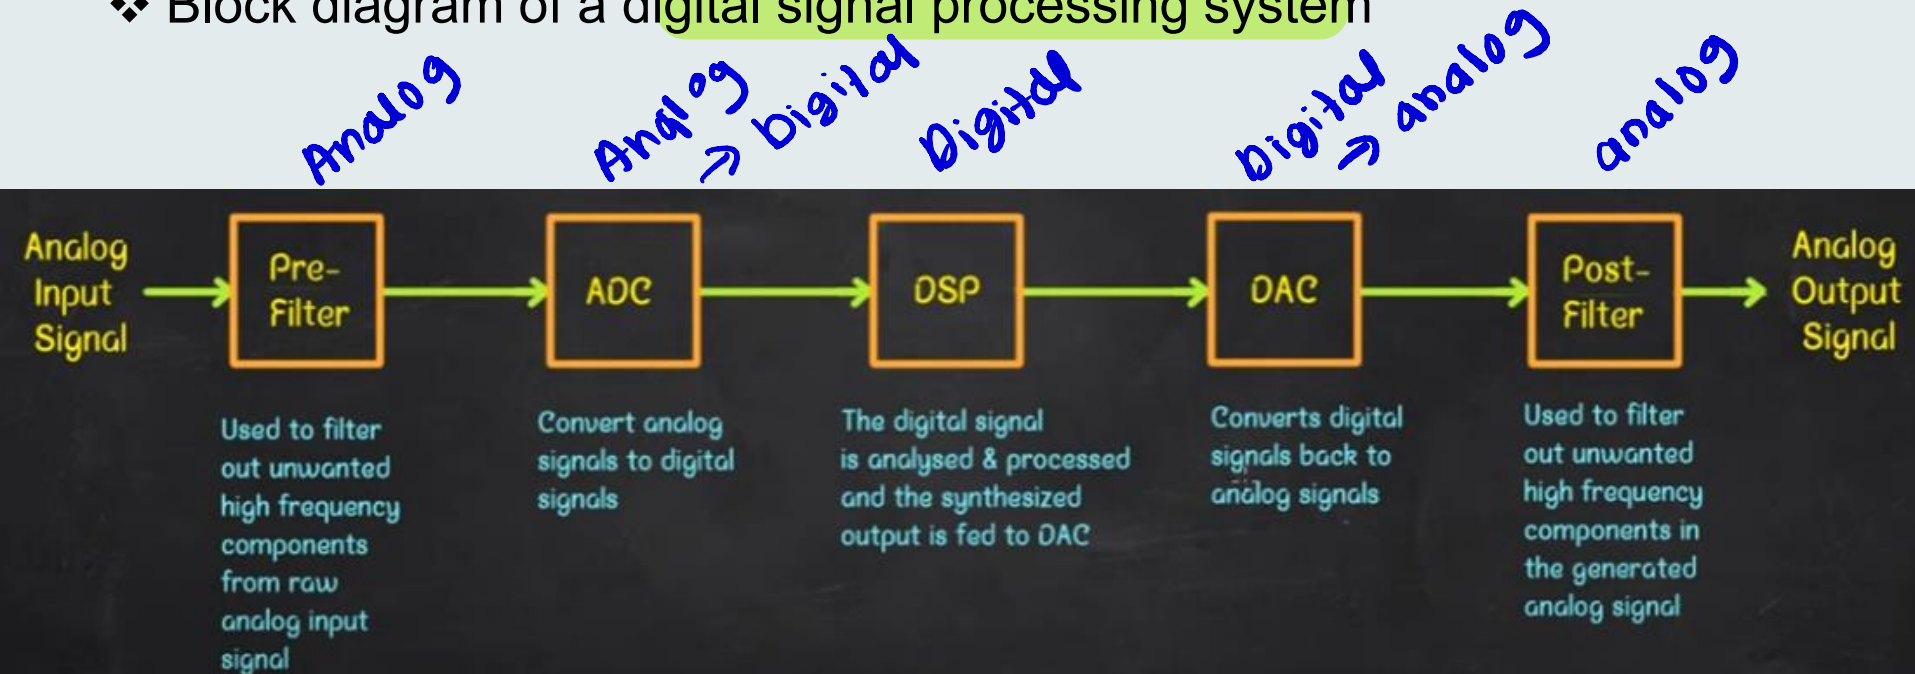 ❖ Block diagram of a digital signal processing system
Analog
Analog
→ Digital
Digital
Digital
→ analog
analog
Analog
Input
Signal
Pre-
Filter
ADC
DSP
DAC
Post-
Filter
Analog
Output
Signal
Used to filter
out unwanted
high frequency
components
from raw
analog input
signal
Convert analog
signals to digital
signals
The digital signal
is analysed & processed
and the synthesized
output is fed to DAC
Converts digital
signals back to
analog signals
Used to filter
out unwanted
high frequency
components in
the generated
analog signal